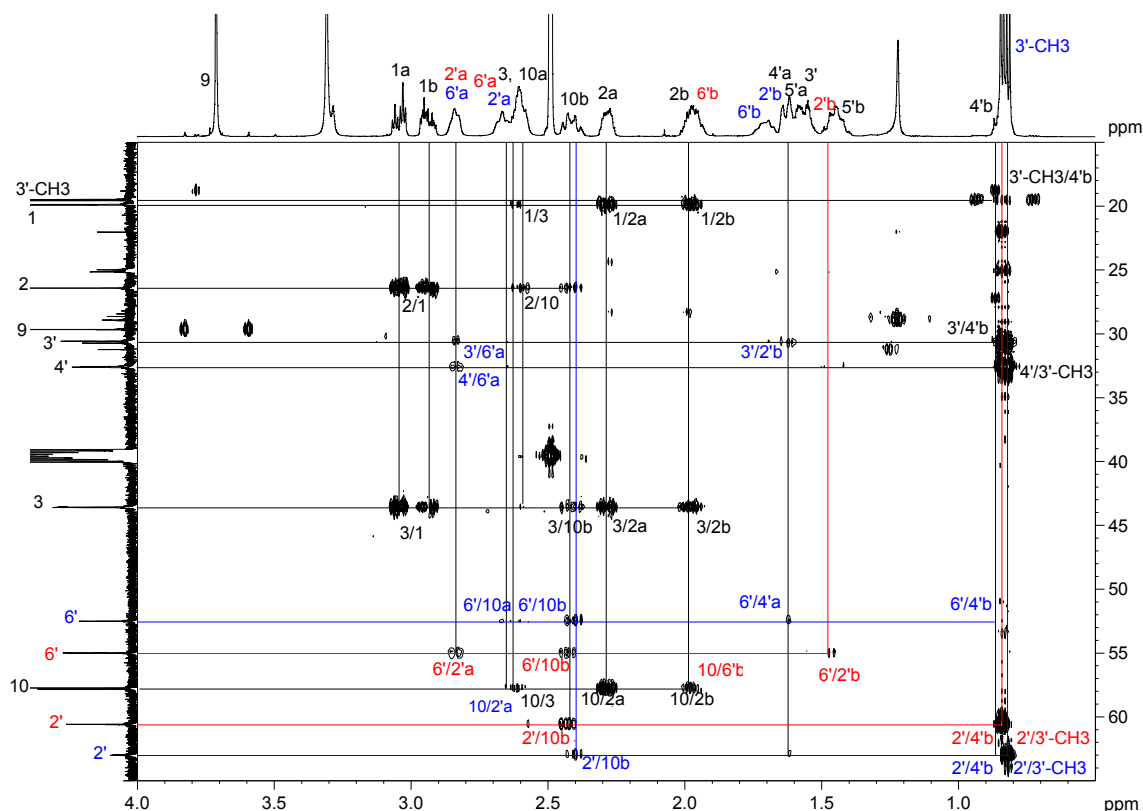 3'-CH3
1a
1b
2'a
6'a
9
6'a
3, 10a
2'a
10b
2a
2b
6'b
4'a
3'
2'b
5'a
6'b
2'b
5'b
4'b
ppm
3'-CH3
3'-CH3/4'b
1
1/3
1/2a
1/2b
20
2
2/1
2/10
25
9
30
3'
3'/6'a
3'/2'b
3'/4'b
4'
4'/6'a
4'/3'-CH3
35
40
3
3/1
3/10b
3/2a
3/2b
45
50
6'
6'/10a
6'/10b
6'/4'a
6'/4'b
6'
55
6'/2'a
6'/10b
10/6'b
6'/2'b
10
10/2'a
10/3
10/2a
10/2b
60
2'
2'/10b
2'/4'b
2'/3'-CH3
2'
2'/10b
2'/4'b
2'/3'-CH3
4.0
3.5
3.0
2.5
2.0
1.5
1.0
ppm